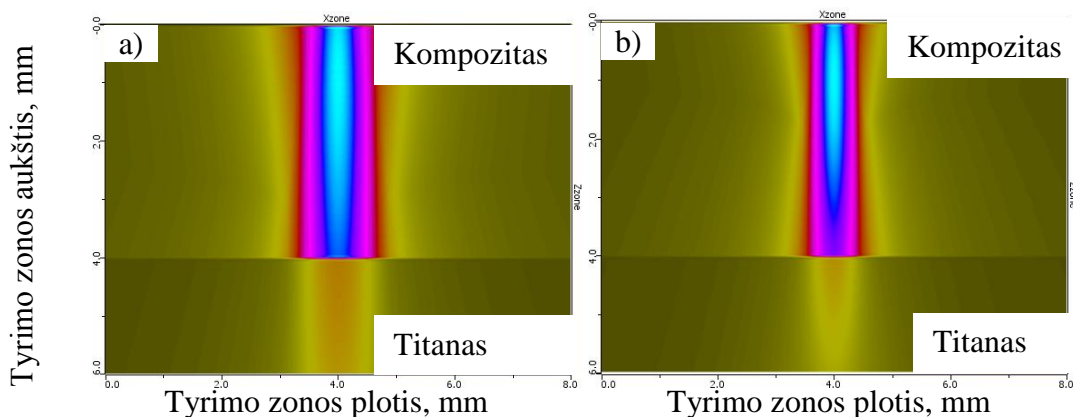 Xzone
a)
Kompozitas
Titanas
-0.0
2.0
4.0
6.0
0.0 2.0 4.0 6.0 8.0
Zzone
Tyrimo zonos aukštis, mm
Tyrimo zonos plotis, mm
Xzone
b)
Kompozitas
Titanas
-0.0
2.0
4.0
6.0
0.0 2.0 4.0 6.0 8.0
Zzone
Tyrimo zonos plotis, mm